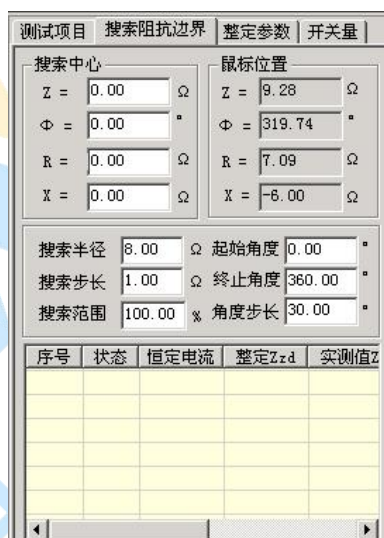 测试项目 搜索阻抗边界 整定参数 开关量
搜索中心 鼠标位置
Z = 0.00 Ω Z = 9.28 Ω
Φ = 0.00 ° Φ = 319.74 °
R = 0.00 Ω R = 7.09 Ω
X = 0.00 Ω X = -6.00 Ω
搜索半径 8.00 Ω 起始角度 0.00 °
搜索步长 1.00 Ω 终止角度 360.00 °
搜索范围 100.00 % 角度步长 30.00 °
序号 状态 恒定电流 整定Zzd 实测值Z